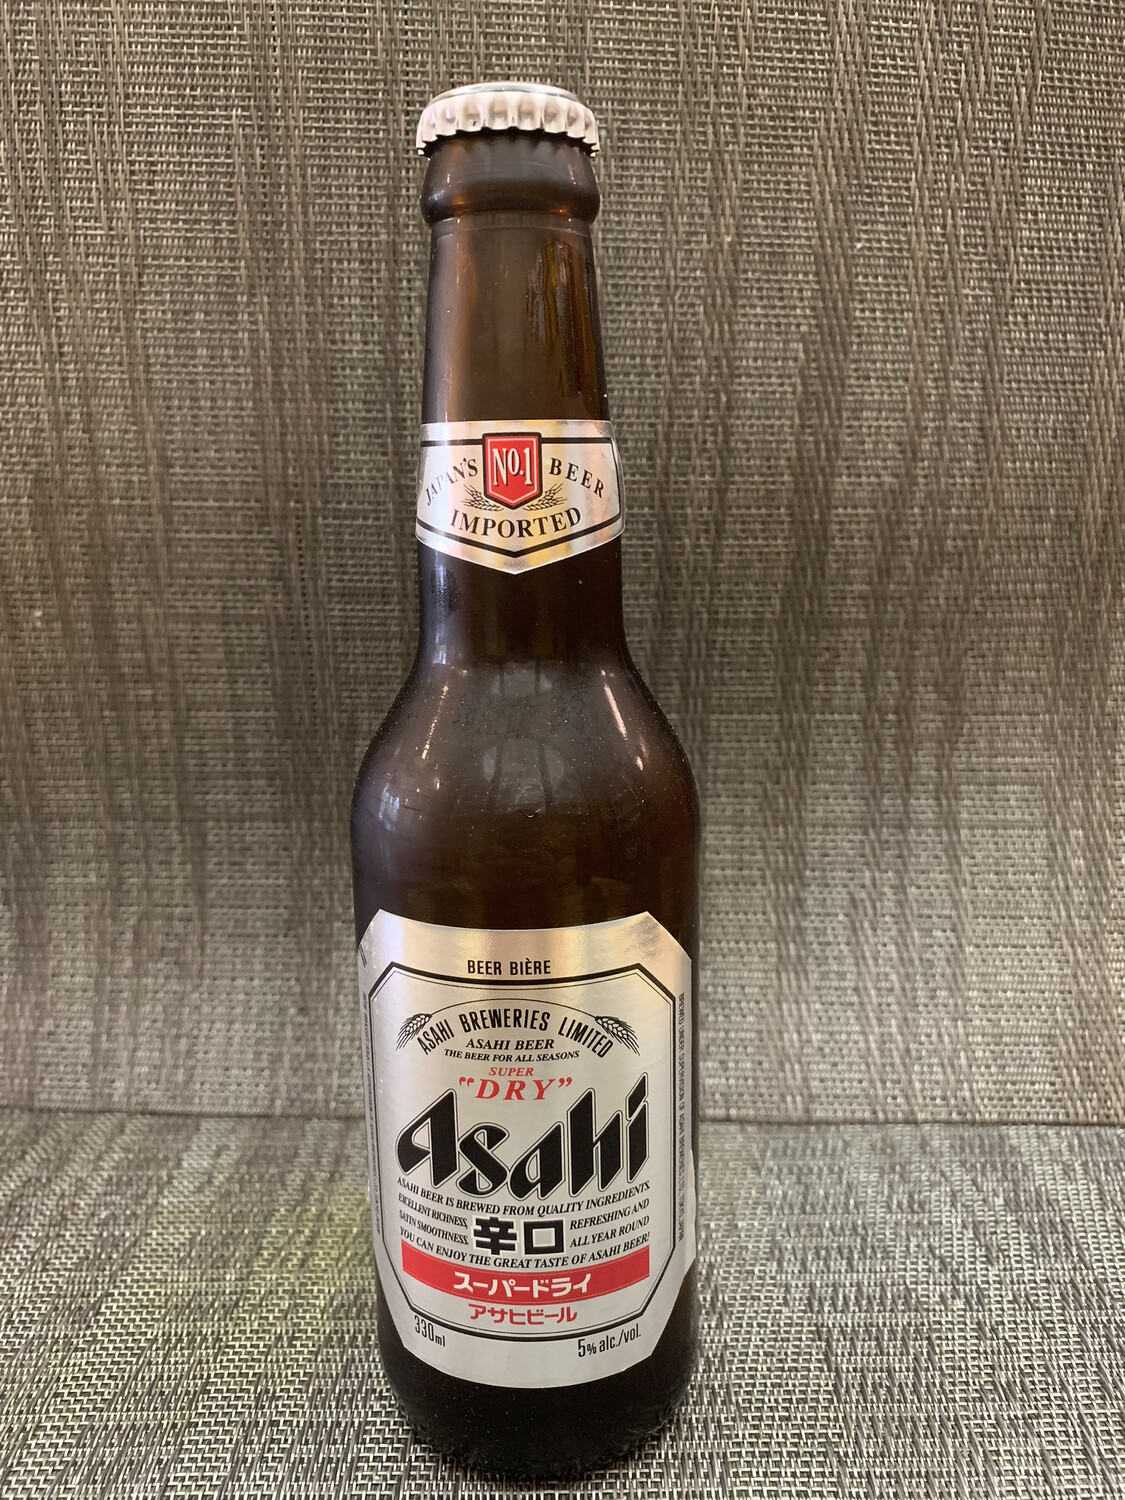 JAPAN'S No.1 BEER
IMPORTED
BEER BIÈRE
ASAHI BREWERIES LIMITED
ASAHI BEER
THE BEER FOR ALL SEASONS
SUPER
"DRY"
Asahi
ASAHI BEER IS BREWED FROM QUALITY INGREDIENTS.
EXCELLENT RICHNESS, REFRESHING AND
SATIN SMOOTHNESS. 辛口 ALL YEAR ROUND
YOU CAN ENJOY THE GREAT TASTE OF ASAHI BEER!
スーパードライ
アサヒビール
330ml
5% alc./vol.